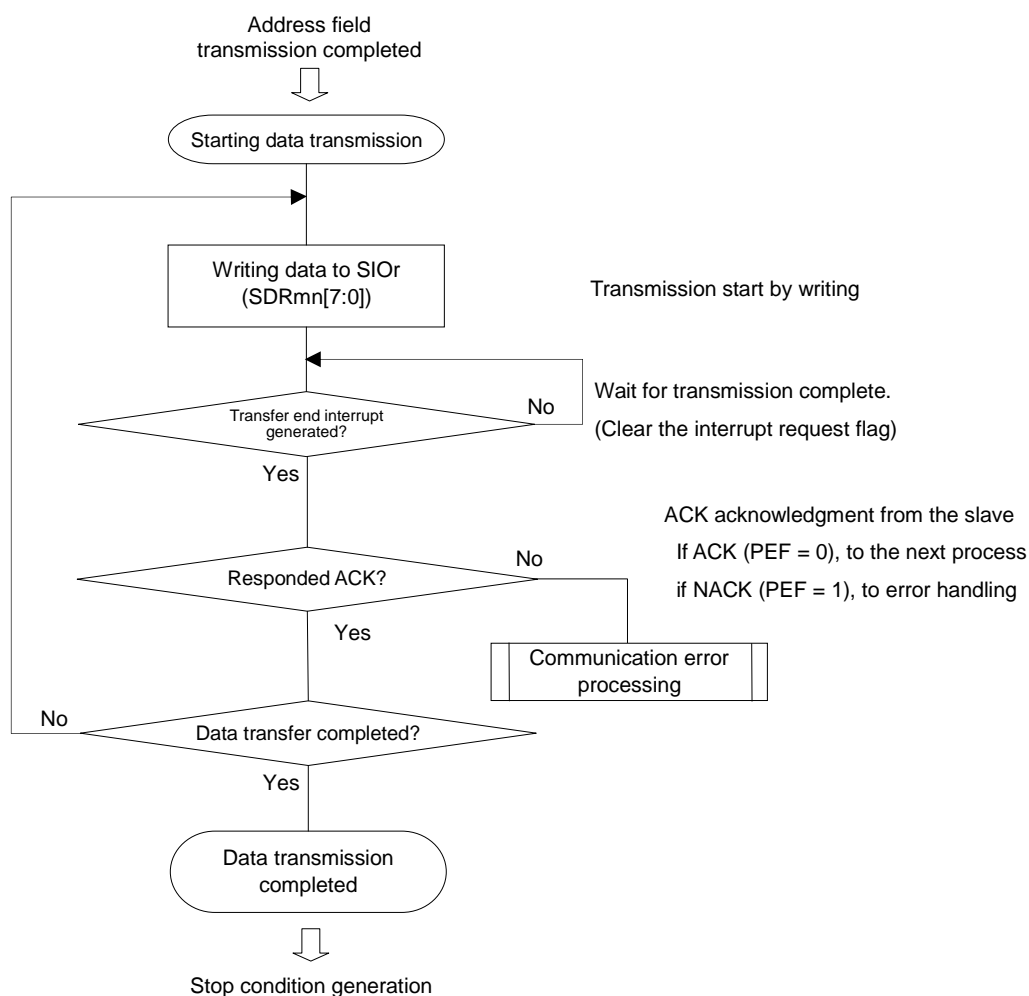 Address field
transmission completed
Starting data transmission
Writing data to SIOr
(SDRmn[7:0])
Transmission start by writing
Transfer end interrupt
generated?
No
Wait for transmission complete.
(Clear the interrupt request flag)
Yes
ACK acknowledgment from the slave
No
If ACK (PEF = 0), to the next process
Responded ACK?
if NACK (PEF = 1), to error handling
Yes
Communication error
processing
No
Data transfer completed?
Yes
Data transmission
completed
Stop condition generation